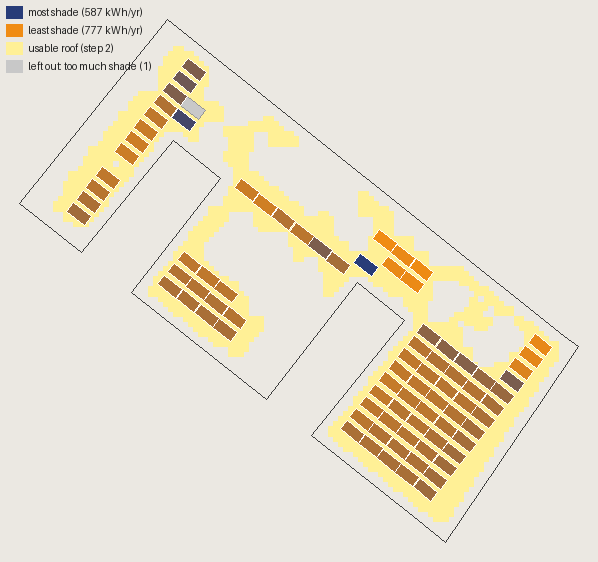 most shade (587 kWh/yr)
least shade (777 kWh/yr)
usable roof (step 2)
left out: too much shade (1)